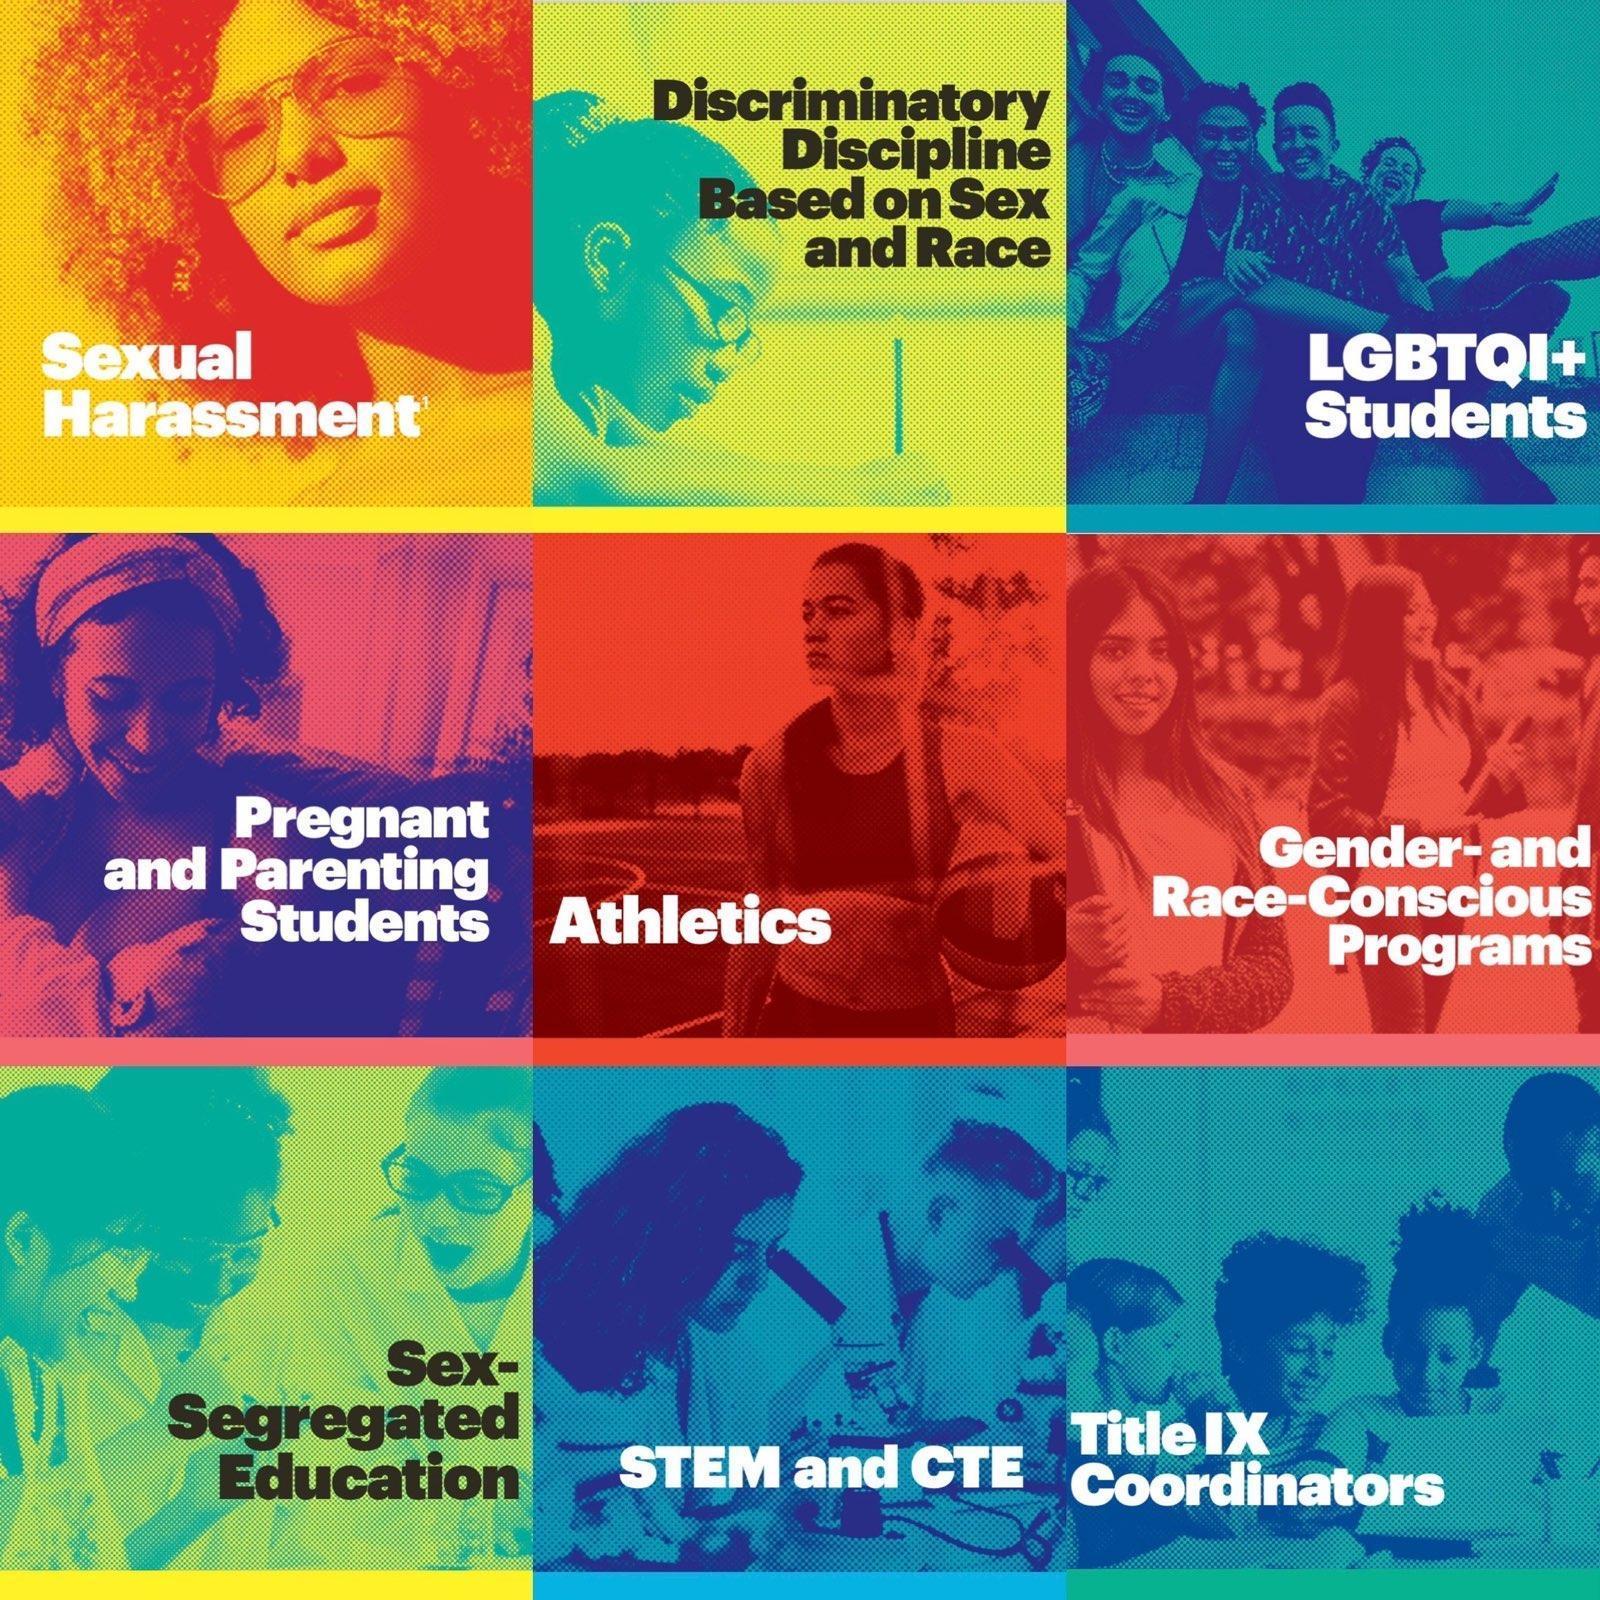 Sexual
Harassment¹
Discriminatory
Discipline
Based on Sex
and Race
LGBTQI+
Students
Pregnant
and Parenting
Students
Athletics
Gender- and
Race-Conscious
Programs
Sex-
Segregated
Education
STEM and CTE
Title IX
Coordinators